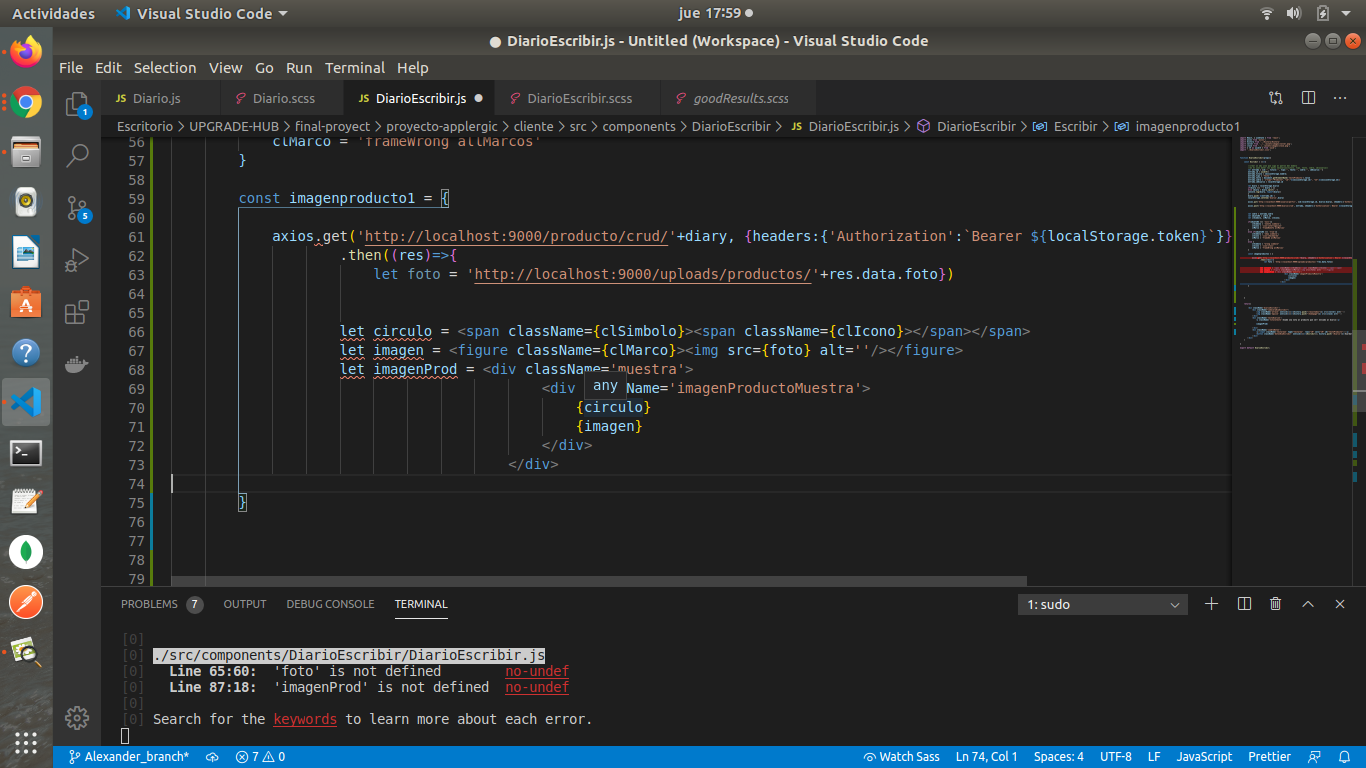 Actividades
Visual Studio Code
jue 17:59
DiarioEscribir.js - Untitled (Workspace) - Visual Studio Code
File Edit Selection View Go Run Terminal Help
JS Diario.js
Diario.scss
JS DiarioEscribir.js
DiarioEscribir.scss
goodResults.scss
Escritorio > UPGRADE-HUB > final-proyect > proyecto-applergic > cliente > src > components > DiarioEscribir > JS DiarioEscribir.js > DiarioEscribir > Escribir > imagenproducto1
56 clMarco = 'frameWrong allMarcos'
57 }
58
59 const imagenproducto1 = {
60
61 axios.get('http://localhost:9000/producto/crud/'+diary, {headers:{'Authorization':`Bearer ${localStorage.token}`}}
62 .then((res)=>{
63 let foto = 'http://localhost:9000/uploads/productos/'+res.data.foto})
64
65
66 let circulo = <span className={clSimbolo}><span className={clIcono}></span></span>
67 let imagen = <figure className={clMarco}><img src={foto} alt=''/></figure>
68 let imagenProd = <div className='muestra'>
69 <div any Name='imagenProductoMuestra'>
70 {circulo}
71 {imagen}
72 </div>
73 </div>
74
75 }
76
77
78
79
1
5
PROBLEMS 7 OUTPUT DEBUG CONSOLE TERMINAL
1: sudo
[0]
[0] ./src/components/DiarioEscribir/DiarioEscribir.js
[0] Line 65:60: 'foto' is not defined no-undef
[0] Line 87:18: 'imagenProd' is not defined no-undef
[0]
[0] Search for the keywords to learn more about each error.
Alexander_branch* 7 0 Watch Sass Ln 74, Col 1 Spaces: 4 UTF-8 LF JavaScript Prettier